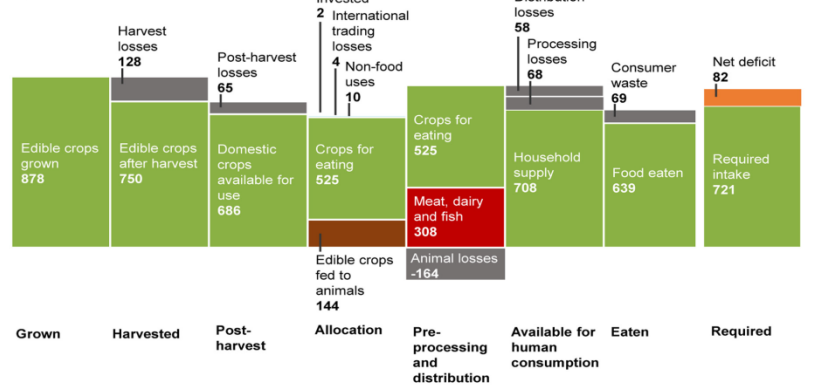 2
International
trading
losses
4
Non-food
uses
10
losses
58
Harvest
losses
128
Post-harvest
losses
65
Processing
losses
68
Consumer
waste
69
Net deficit
82
Edible crops
grown
878
Edible crops
after harvest
750
Domestic
crops
available for
use
686
Crops for
eating
525
Edible crops
fed to
animals
144
Crops for
eating
525
Meat, dairy
and fish
308
Animal losses
-164
Household
supply
708
Food eaten
639
Required
intake
721
Grown
Harvested
Post-
harvest
Allocation
Pre-
processing
and
distribution
Available for
human
consumption
Eaten
Required